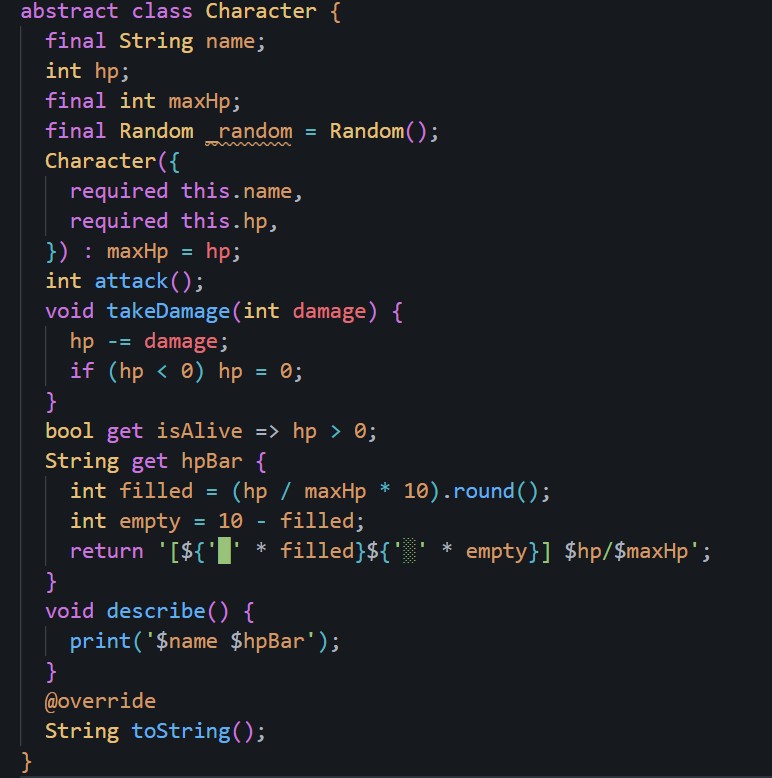 abstract class Character {
  final String name;
  int hp;
  final int maxHp;
  final Random _random = Random();
  Character({
    required this.name,
    required this.hp,
  }) : maxHp = hp;
  int attack();
  void takeDamage(int damage) {
    hp -= damage;
    if (hp < 0) hp = 0;
  }
  bool get isAlive => hp > 0;
  String get hpBar {
    int filled = (hp / maxHp * 10).round();
    int empty = 10 - filled;
    return '[${'█' * filled}${'░' * empty}] $hp/$maxHp';
  }
  void describe() {
    print('$name $hpBar');
  }
  @override
  String toString();
}